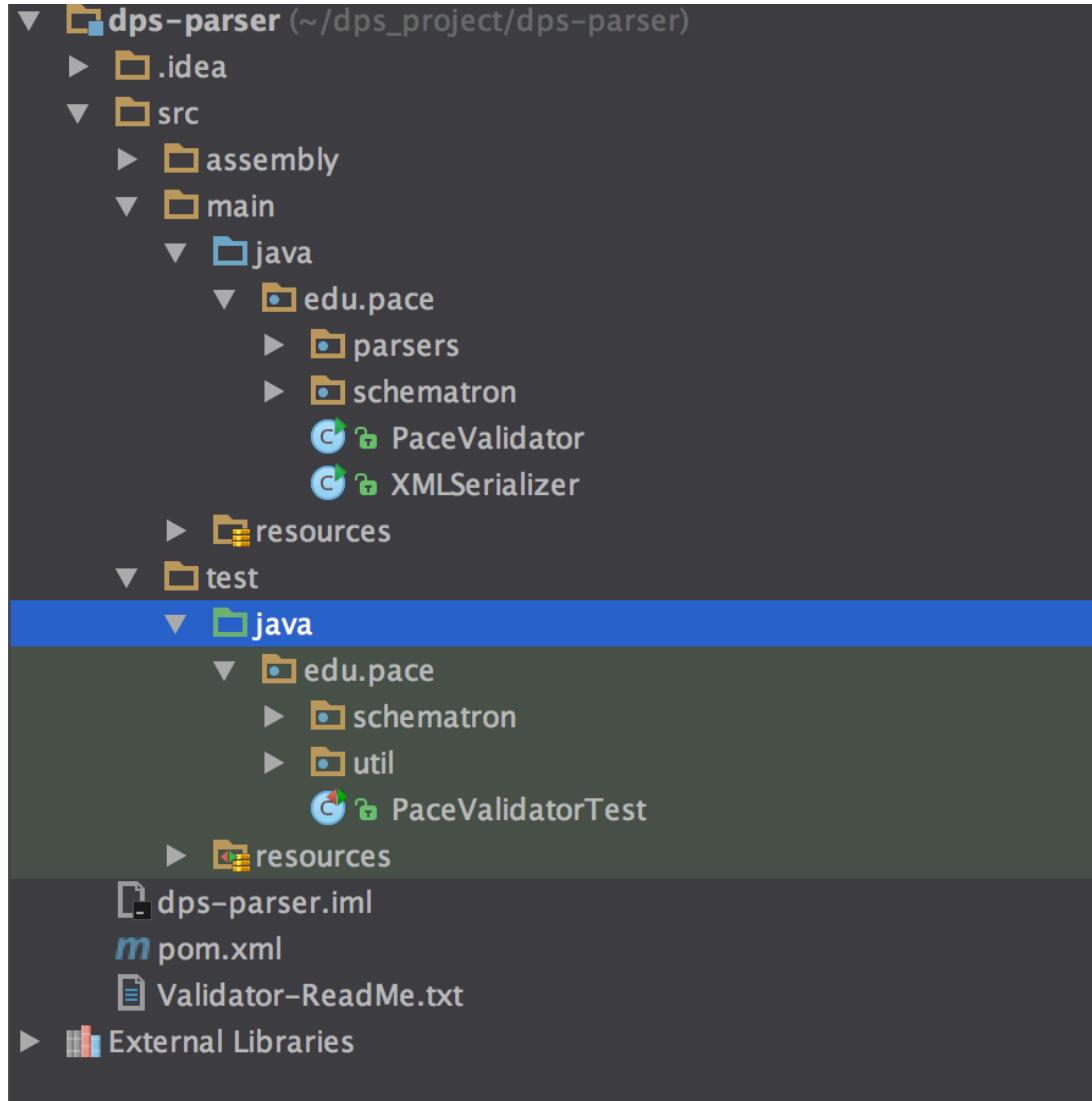 dps-parser (~/dps_project/dps-parser)
.idea
src
assembly
main
java
edu.pace
parsers
schematron
PaceValidator
XMLSerializer
resources
test
java
edu.pace
schematron
util
PaceValidatorTest
resources
dps-parser.iml
pom.xml
Validator-ReadMe.txt
External Libraries